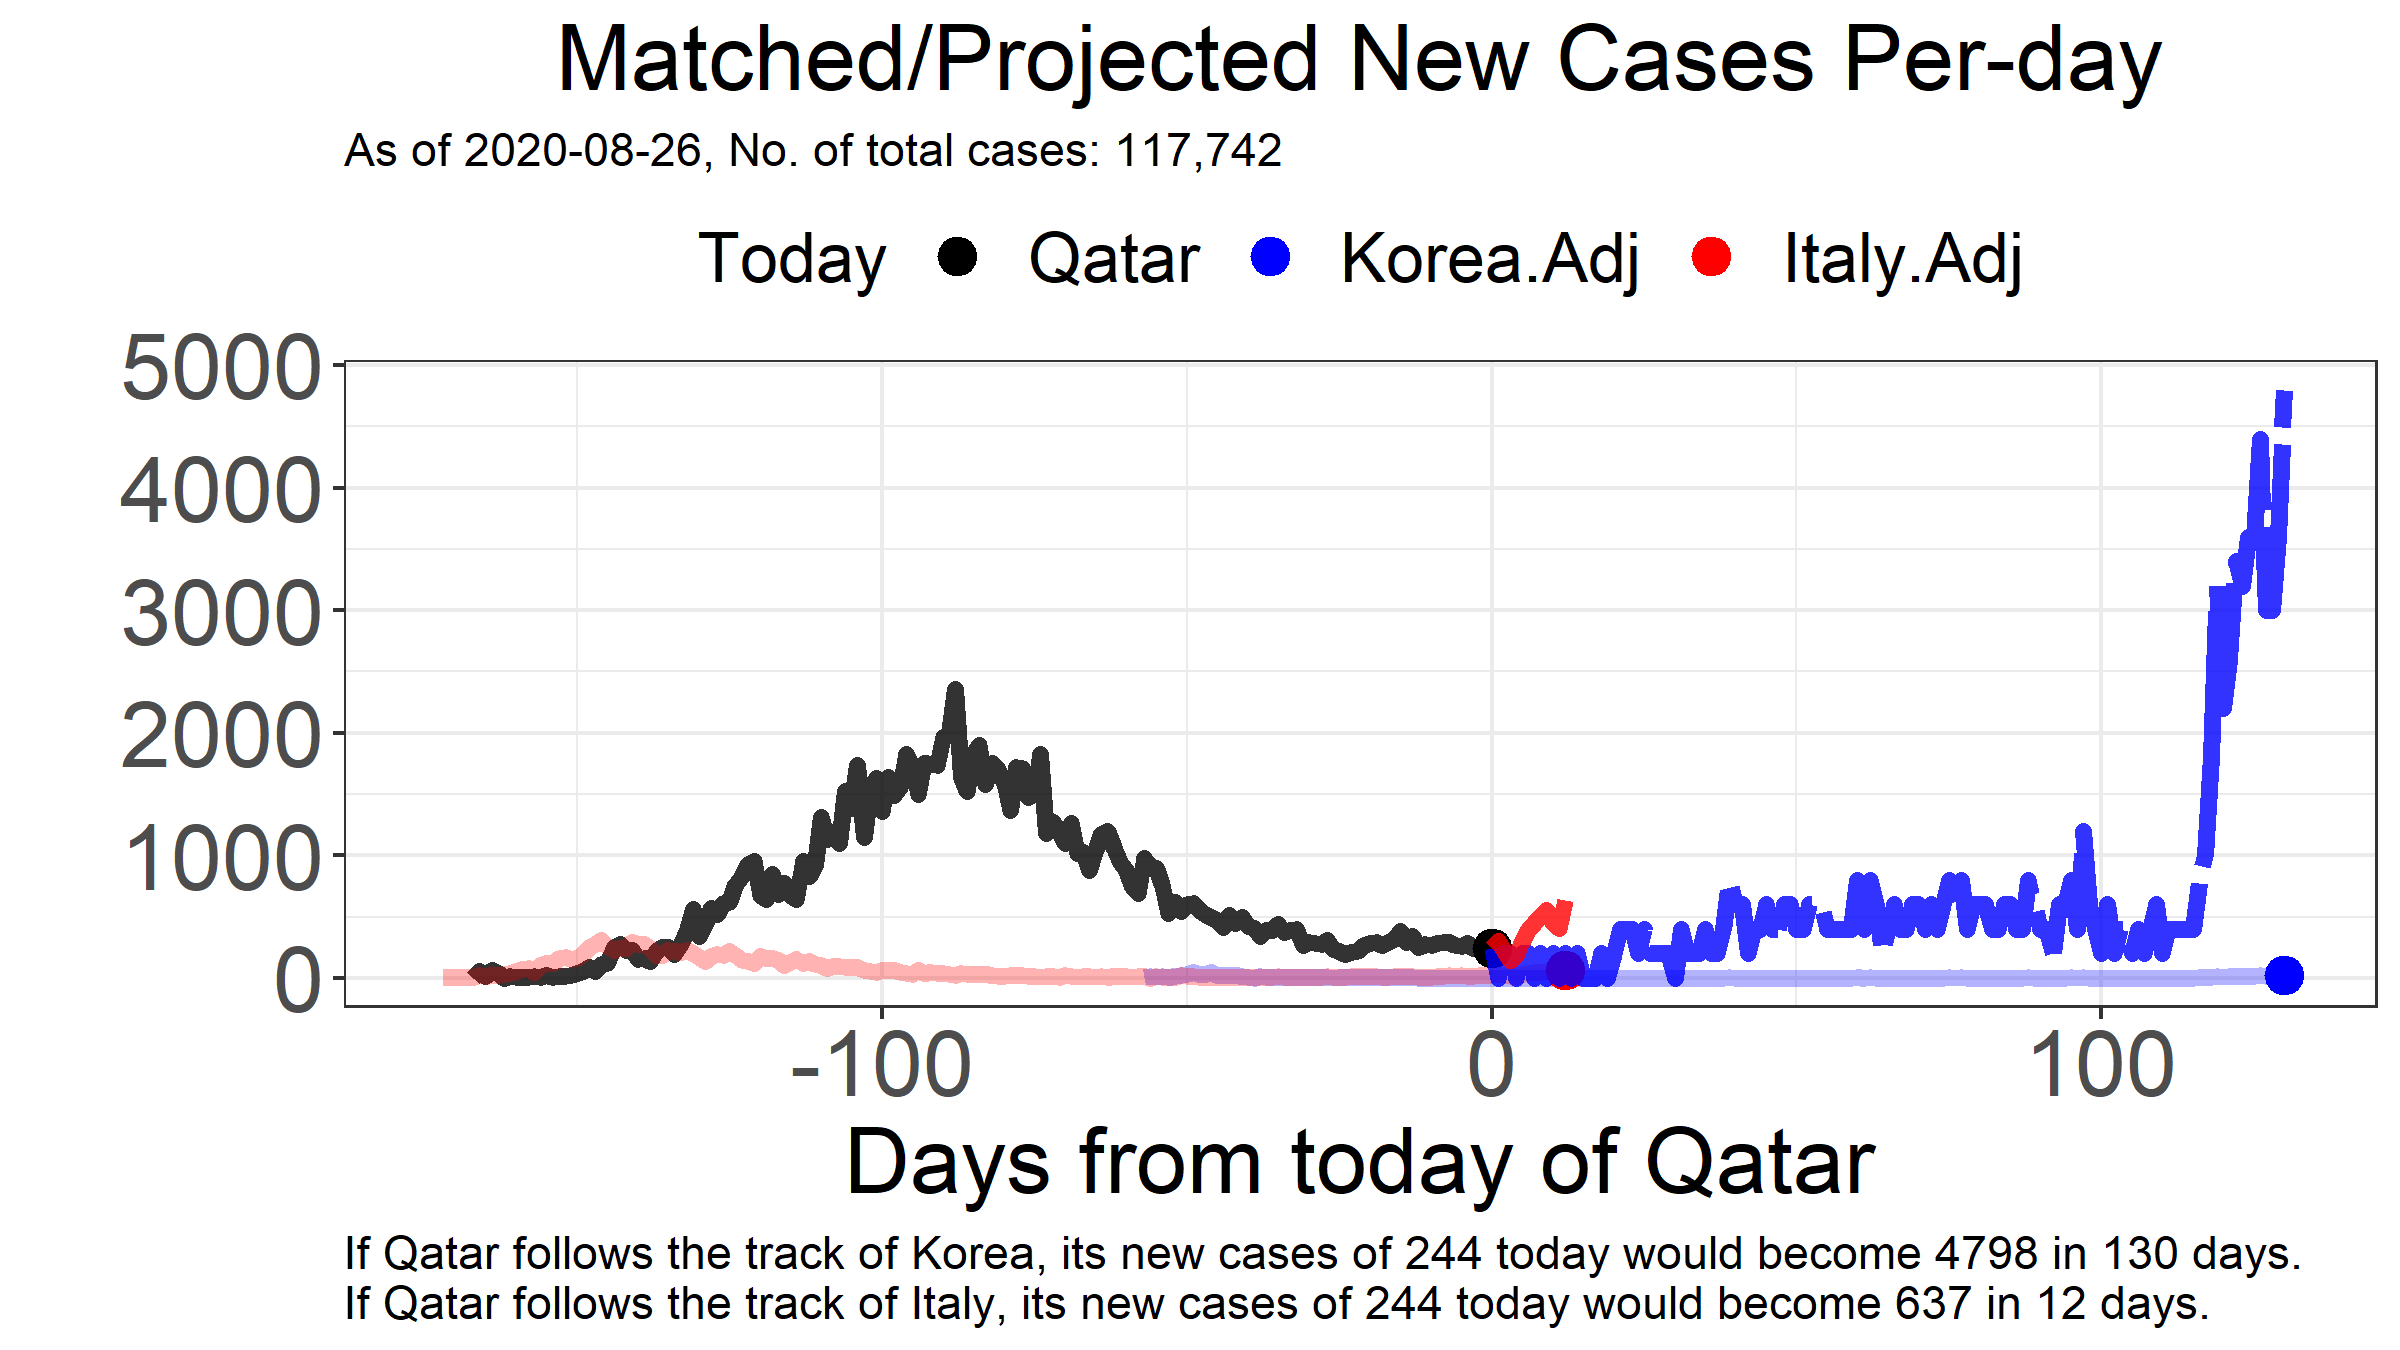 Matched/Projected New Cases Per-day
As of 2020-08-26, No. of total cases: 117,742
Today Qatar Korea.Adj Italy.Adj
5000
4000
3000
2000
1000
0
-100 0 100
Days from today of Qatar
If Qatar follows the track of Korea, its new cases of 244 today would become 4798 in 130 days.
If Qatar follows the track of Italy, its new cases of 244 today would become 637 in 12 days.